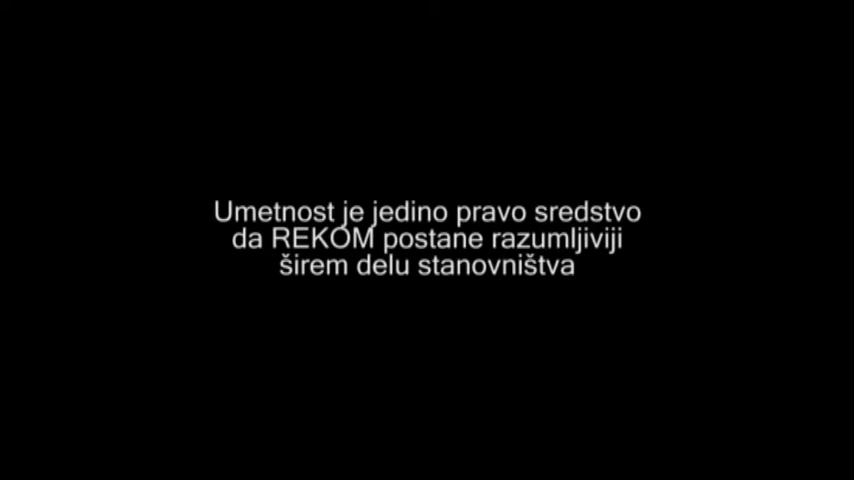 Umetnost je jedino pravo sredstvo
da REKOM postane razumljiviji
širem delu stanovništva